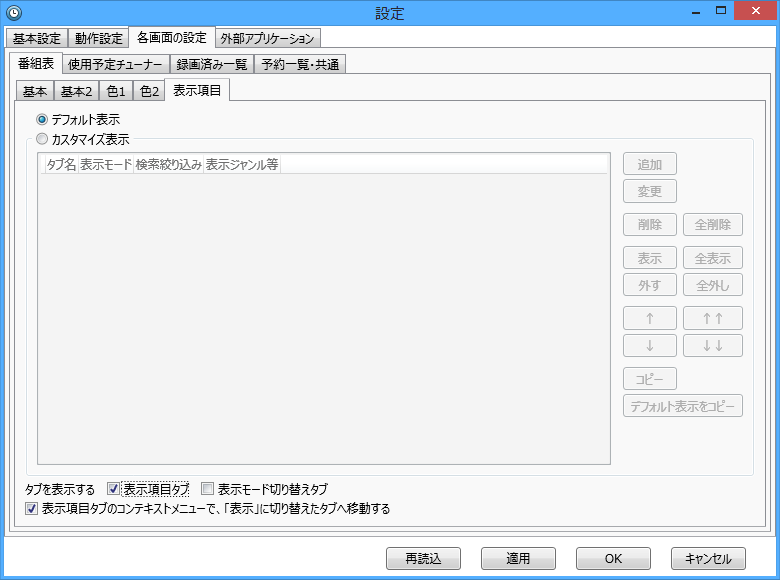 設定
基本設定 動作設定 各画面の設定 外部アプリケーション
番組表 使用予定チューナー 録画済み一覧 予約一覧・共通
基本 基本2 色1 色2 表示項目
デフォルト表示
カスタマイズ表示
タブ名 表示モード 検索絞り込み 表示ジャンル等
追加
変更
削除 全削除
表示 全表示
外す 全外し
↑ ↑↑
↓ ↓↓
コピー
デフォルト表示をコピー
タブを表示する 表示項目タブ 表示モード切り替えタブ
表示項目タブのコンテキストメニューで、「表示」に切り替えたタブへ移動する
再読込 適用 OK キャンセル